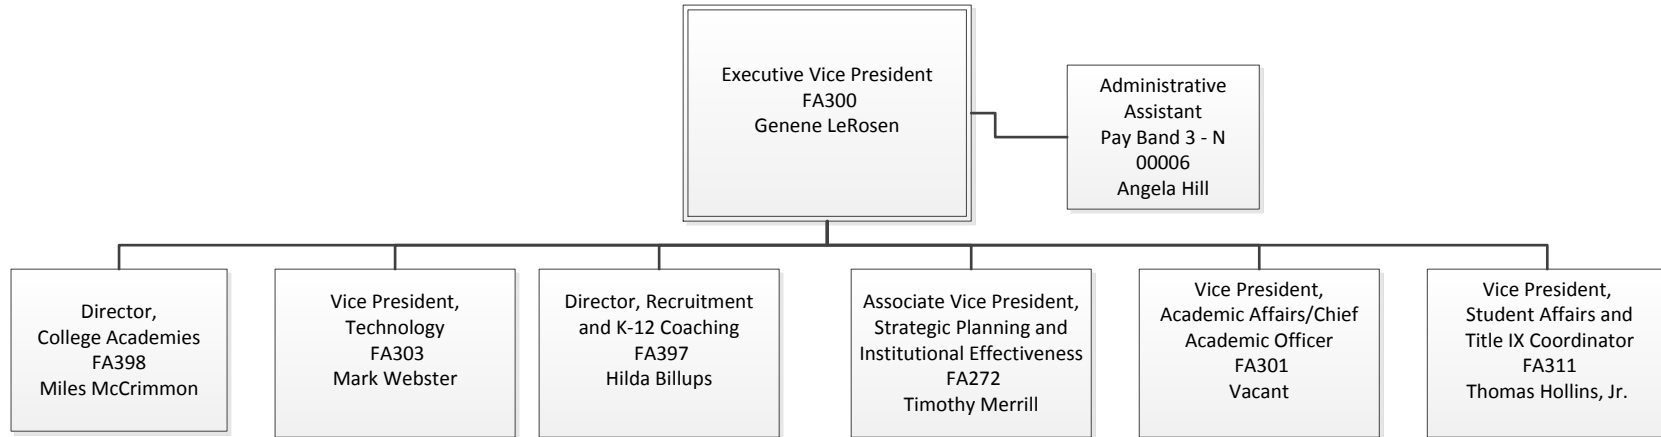 Executive Vice President
FA300
Genene LeRosen
Administrative
Assistant
Pay Band 3 - N
00006
Angela Hill
Director,
College Academies
FA398
Miles McCrimmon
Vice President,
Technology
FA303
Mark Webster
Director, Recruitment
and K-12 Coaching
FA397
Hilda Billups
Associate Vice President,
Strategic Planning and
Institutional Effectiveness
FA272
Timothy Merrill
Vice President,
Academic Affairs/Chief
Academic Officer
FA301
Vacant
Vice President,
Student Affairs and
Title IX Coordinator
FA311
Thomas Hollins, Jr.